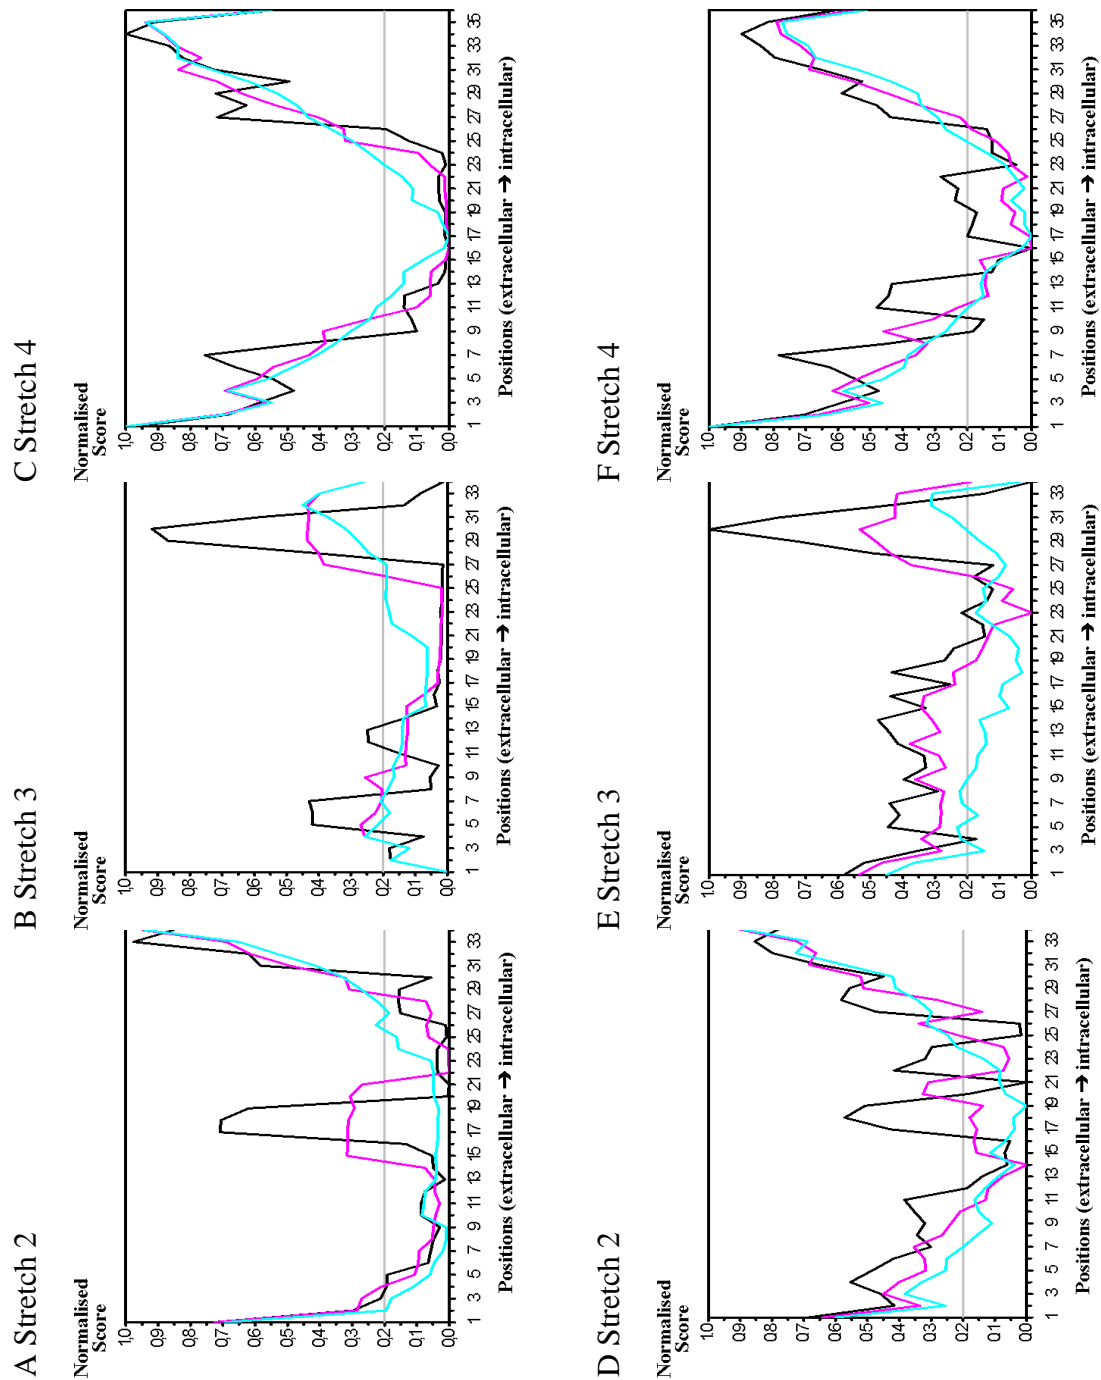 A Stretch 2
Normalised
Score
1,0
0,9
0,8
0,7
0,6
0,5
0,4
0,3
0,2
0,1
0,0
1 3 5 7 9 11 13 15 17 19 21 23 25 27 29 31 33
Positions (extracellular ➔ intracellular)
B Stretch 3
Normalised
Score
1,0
0,9
0,8
0,7
0,6
0,5
0,4
0,3
0,2
0,1
0,0
1 3 5 7 9 11 13 15 17 19 21 23 25 27 29 31 33
Positions (extracellular ➔ intracellular)
C Stretch 4
Normalised
Score
1,0
0,9
0,8
0,7
0,6
0,5
0,4
0,3
0,2
0,1
0,0
1 3 5 7 9 11 13 15 17 19 21 23 25 27 29 31 33 35
Positions (extracellular ➔ intracellular)
D Stretch 2
Normalised
Score
1,0
0,9
0,8
0,7
0,6
0,5
0,4
0,3
0,2
0,1
0,0
1 3 5 7 9 11 13 15 17 19 21 23 25 27 29 31 33
Positions (extracellular ➔ intracellular)
E Stretch 3
Normalised
Score
1,0
0,9
0,8
0,7
0,6
0,5
0,4
0,3
0,2
0,1
0,0
1 3 5 7 9 11 13 15 17 19 21 23 25 27 29 31 33
Positions (extracellular ➔ intracellular)
F Stretch 4
Normalised
Score
1,0
0,9
0,8
0,7
0,6
0,5
0,4
0,3
0,2
0,1
0,0
1 3 5 7 9 11 13 15 17 19 21 23 25 27 29 31 33 35
Positions (extracellular ➔ intracellular)